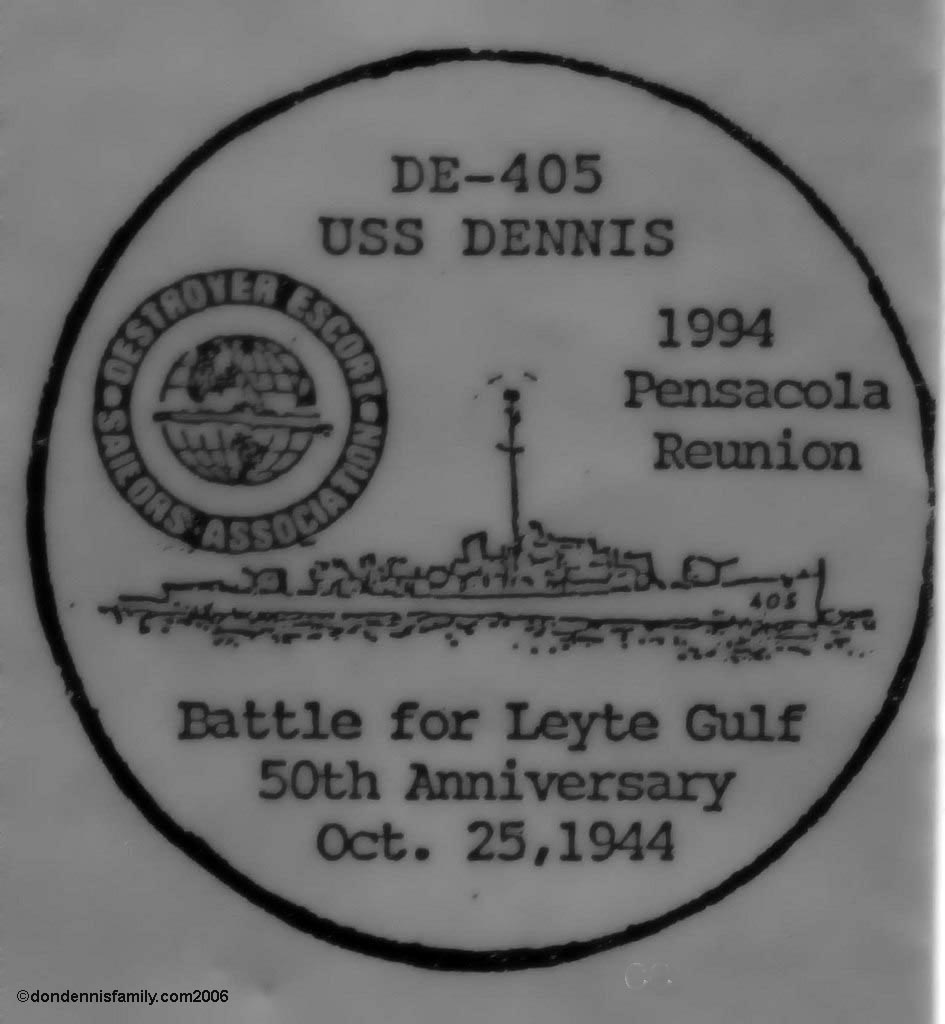 DE-405
USS DENNIS
DESTROYER ESCORT
SAILORS ASSOCIATION
1994
Pensacola
Reunion
405
Battle for Leyte Gulf
50th Anniversary
Oct. 25,1944
©dondennisfamily.com2006